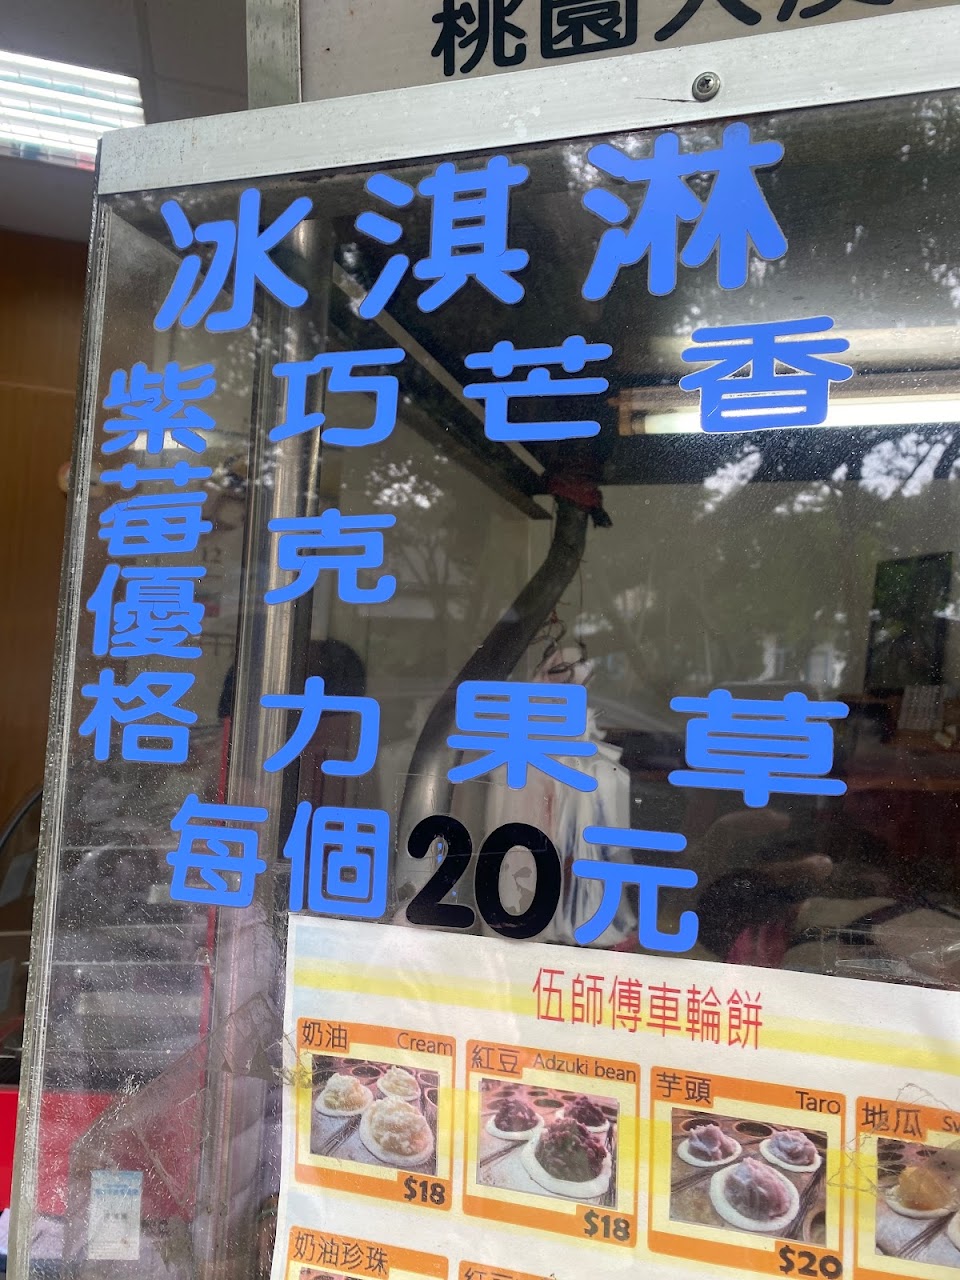 桃園大溪
冰淇淋
香草
芒果
巧克力
紫莓優格
每個20元
伍師傅車輪餅
奶油 Cream
$18
紅豆 Adzuki bean
$18
芋頭 Taro
$20
地瓜
奶油珍珠